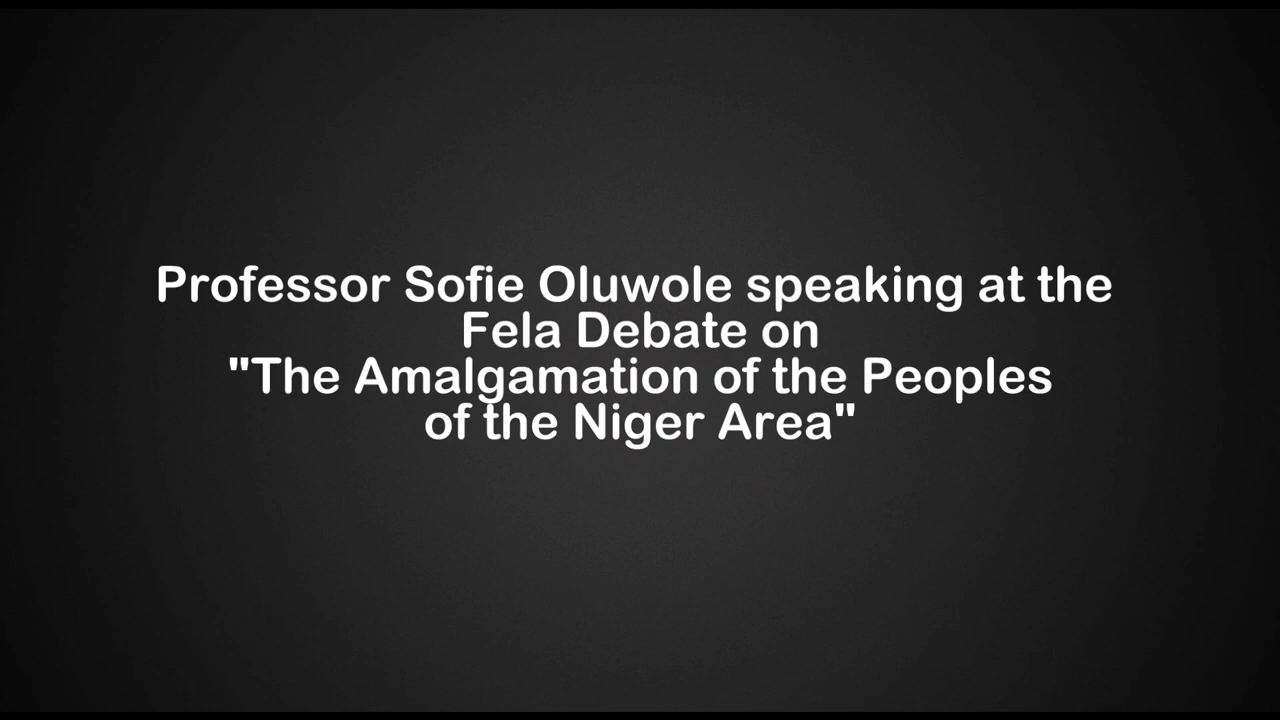 Professor Sofie Oluwole speaking at the
Fela Debate on
"The Amalgamation of the Peoples
of the Niger Area"